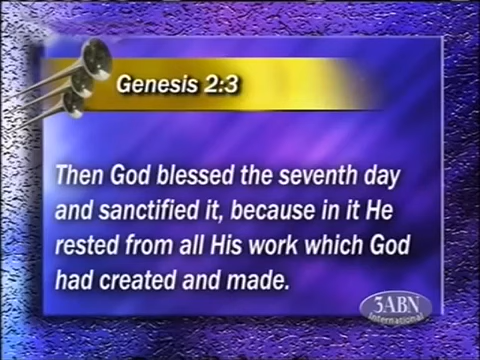 Genesis 2:3
Then God blessed the seventh day
and sanctified it, because in it He
rested from all His work which God
had created and made.
3ABN
International